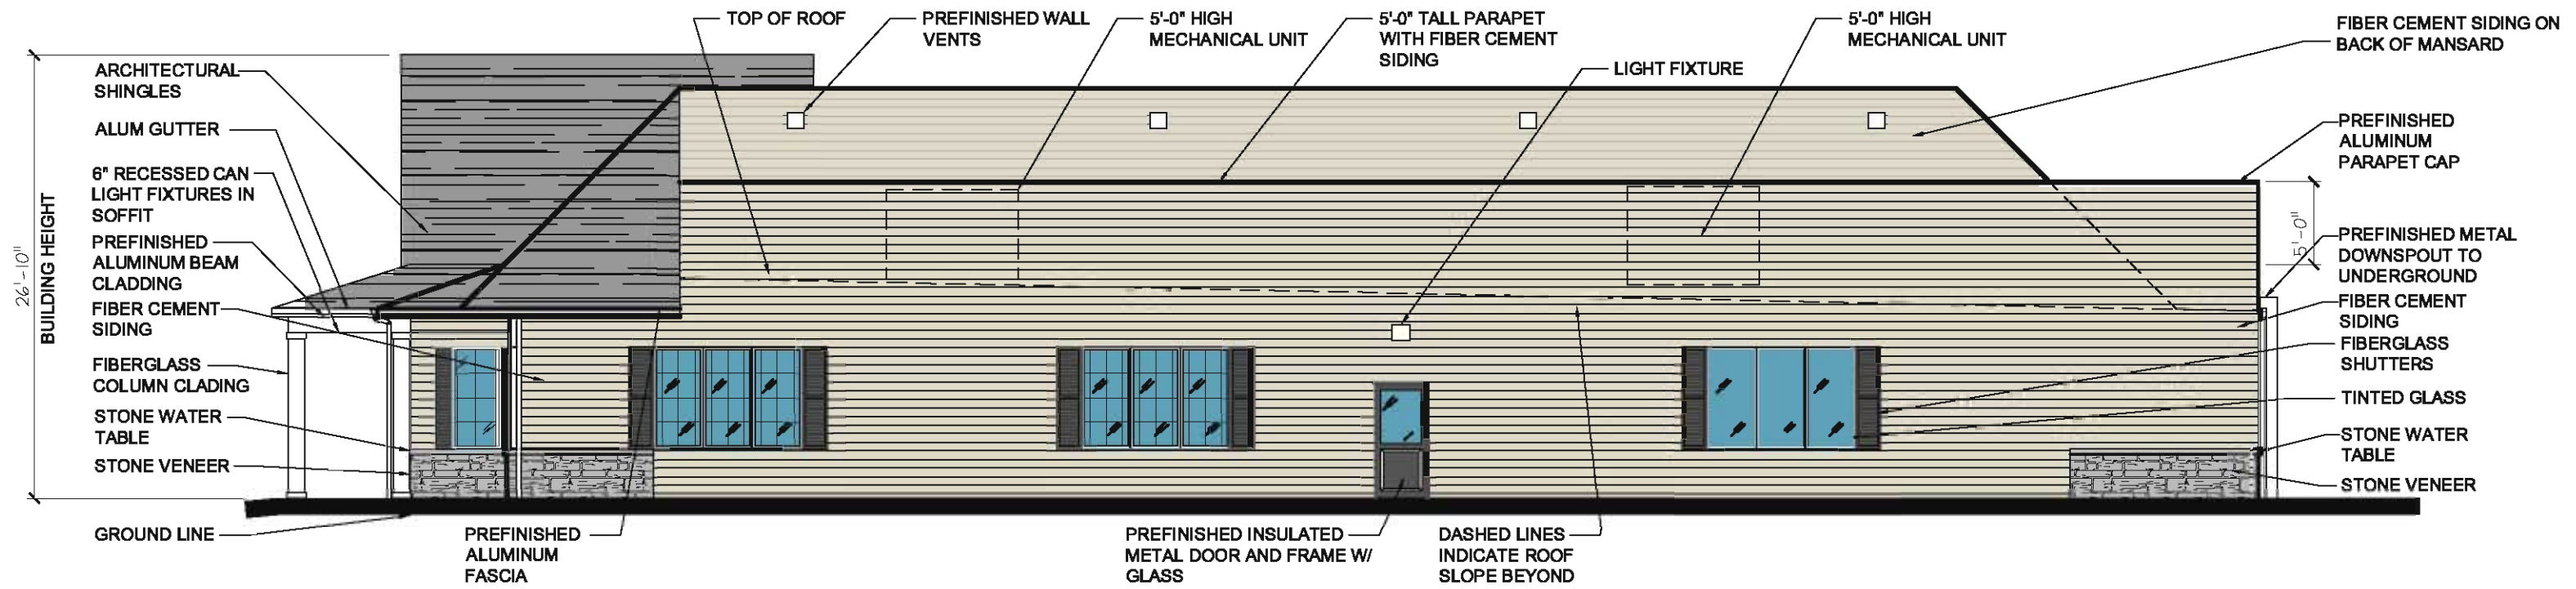 TOP OF ROOF
PREFINISHED WALL
VENTS
5'-0" HIGH
MECHANICAL UNIT
5'-0" TALL PARAPET
WITH FIBER CEMENT
SIDING
LIGHT FIXTURE
5'-0" HIGH
MECHANICAL UNIT
FIBER CEMENT SIDING ON
BACK OF MANSARD
ARCHITECTURAL
SHINGLES
ALUM GUTTER
6" RECESSED CAN
LIGHT FIXTURES IN
SOFFIT
PREFINISHED
ALUMINUM BEAM
CLADDING
FIBER CEMENT
SIDING
FIBERGLASS
COLUMN CLADING
STONE WATER
TABLE
STONE VENEER
GROUND LINE
26'-10"
BUILDING HEIGHT
PREFINISHED
ALUMINUM
FASCIA
PREFINISHED INSULATED
METAL DOOR AND FRAME W/
GLASS
DASHED LINES
INDICATE ROOF
SLOPE BEYOND
PREFINISHED
ALUMINUM
PARAPET CAP
5'-0"
PREFINISHED METAL
DOWNSPOUT TO
UNDERGROUND
FIBER CEMENT
SIDING
FIBERGLASS
SHUTTERS
TINTED GLASS
STONE WATER
TABLE
STONE VENEER